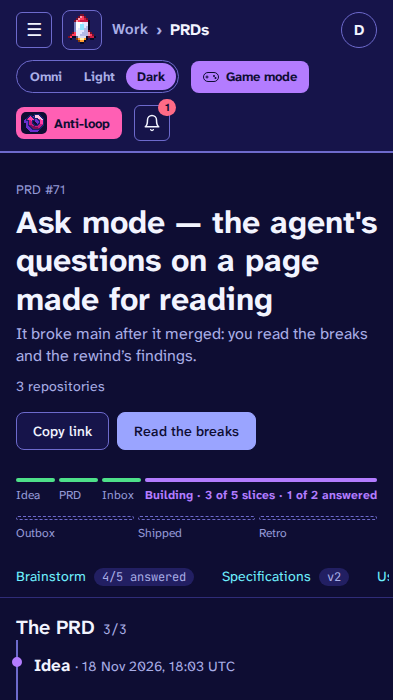 ☰ Work › PRDs D
Omni Light Dark Game mode
Anti-loop 1
PRD #71
Ask mode — the agent's
questions on a page
made for reading
It broke main after it merged: you read the breaks
and the rewind's findings.
3 repositories
Copy link Read the breaks
Idea PRD Inbox Building · 3 of 5 slices · 1 of 2 answered
Outbox Shipped Retro
Brainstorm 4/5 answered Specifications v2
The PRD 3/3
Idea · 18 Nov 2026, 18:03 UTC